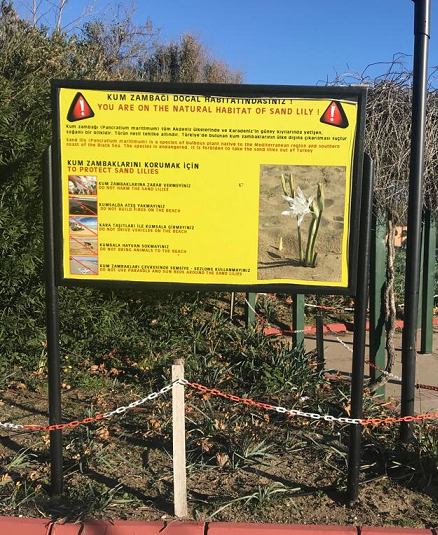 KUM ZAMBAĞI DOĞAL HABİTATINDASINIZ !
YOU ARE ON THE NATURAL HABITAT OF SAND LILY !
Kum zambağı (Pancratium maritimum) tüm Akdeniz ülkelerinde ve Karadeniz'in güney kıyılarında yetişen,
soğanlı bir bitkidir. Türün nesli tehlike altındadır. Türkiye'de bulunan kum zambaklarının ülke dışına çıkarılması suçtur
Sand lily (Pancratium maritimum) is a species of bulbous plant native to the Mediterranean region and southern
coast of the Black Sea. The species is endangered. It is forbidden to take the sand lilies out of Turkey
KUM ZAMBAKLARINI KORUMAK İÇİN
TO PROTECT SAND LILIES
KUM ZAMBAKLARINA ZARAR VERMEYİNİZ
DO NOT HARM THE SAND LILIES
KUMSALDA ATEŞ YAKMAYINIZ
DO NOT BUILD FIRES ON THE BEACH
KARA TAŞITLARI İLE KUMSALA GİRMEYİNİZ
DO NOT DRIVE VEHICLES ON THE BEACH
KUMSALA HAYVAN SOKMAYINIZ
DO NOT BRING ANIMALS TO THE BEACH
KUM ZAMBAKLARI ÇEVRESİNDE ŞEMSİYE - ŞEZLONG KULLANMAYINIZ
DO NOT USE PARASOLS AND SUN BEDS AROUND THE SAND LILIES